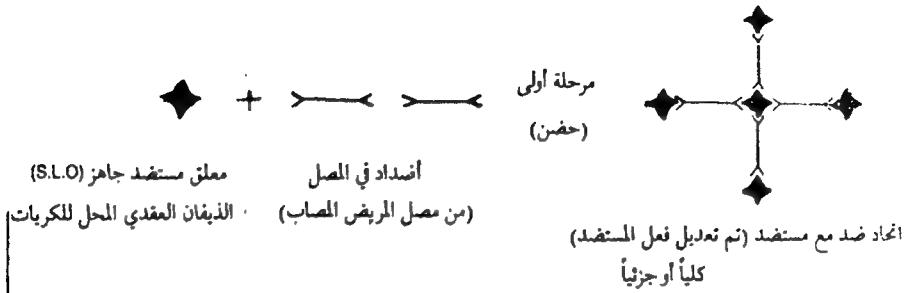 مرحلة أولى
(حضن)
معلق مستضد جاهز (S.L.O)
الذيفان العقدي المحل للكريات
أضداد في المصل
(من مصل المريض المصاب)
اتحاد ضد مع مستضد (تم تعديل فعل المستضد)
كلياً أو جزئياً